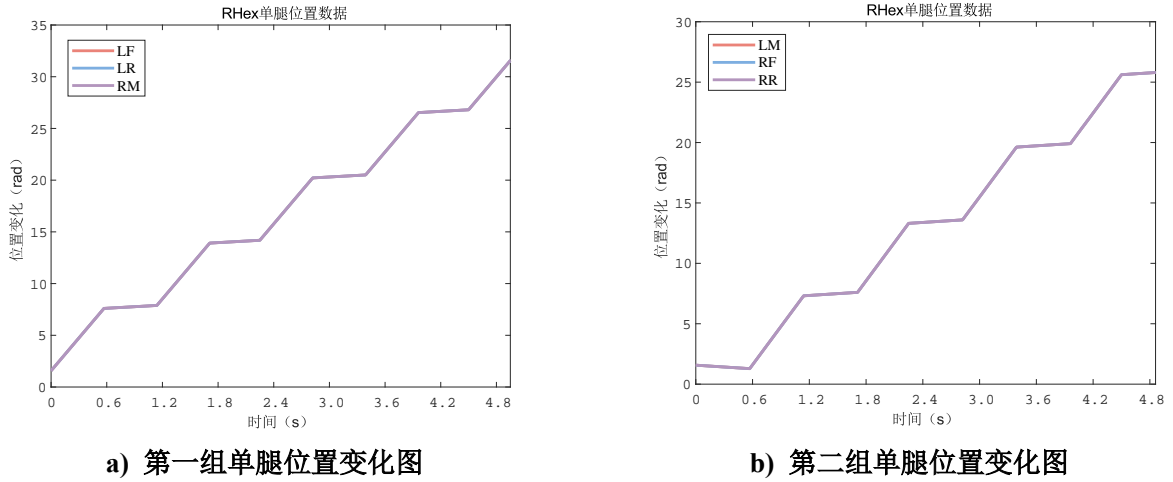 RHex单腿位置数据
35
30
25
20
15
10
5
0
位置变化（rad）
LF
LR
RM
0 0.6 1.2 1.8 2.4 3.0 3.6 4.2 4.8
时间（s）
a) 第一组单腿位置变化图
RHex单腿位置数据
30
25
20
15
10
5
0
位置变化（rad）
LM
RF
RR
0 0.6 1.2 1.8 2.4 3.0 3.6 4.2 4.8
时间（s）
b) 第二组单腿位置变化图